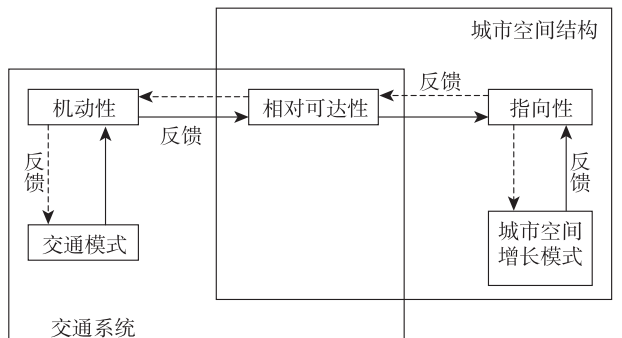 城市空间结构
反馈
机动性
相对可达性
指向性
反馈
反馈
反馈
交通模式
城市空间
增长模式
交通系统